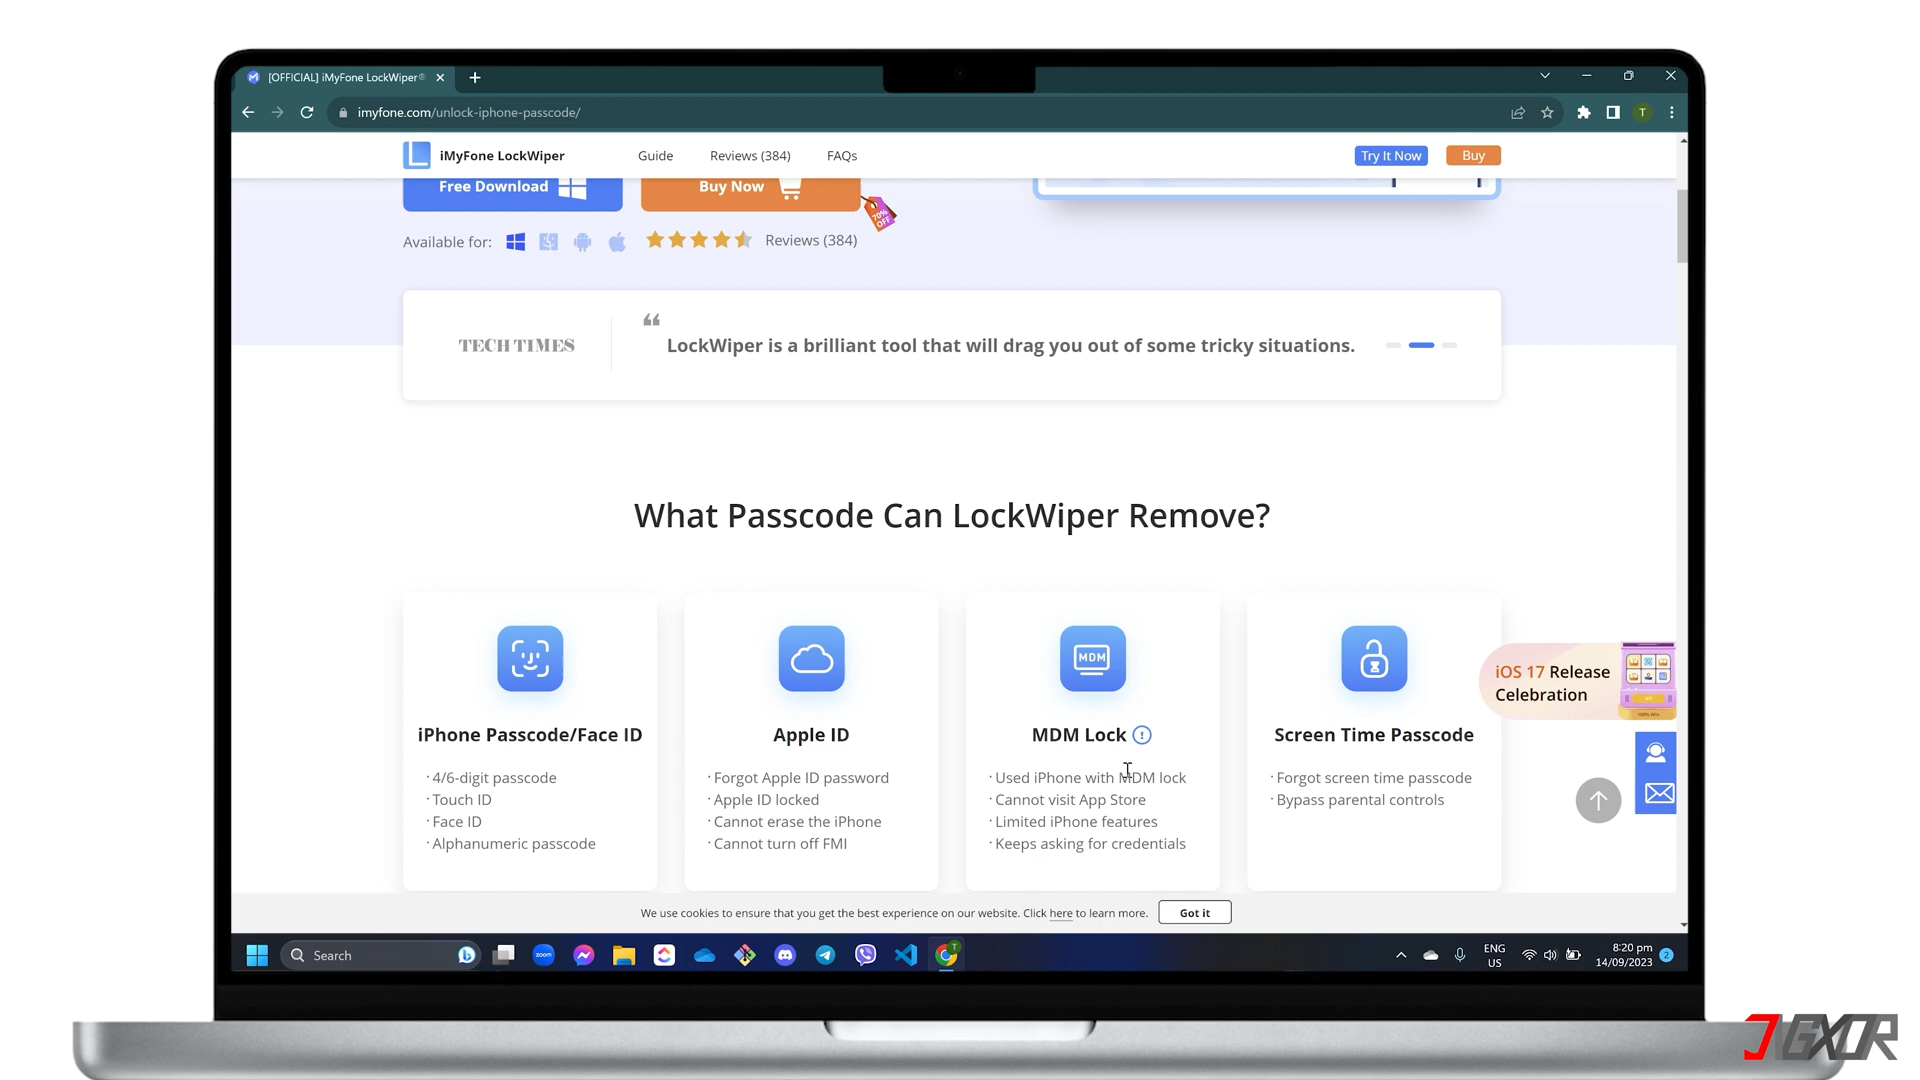 [OFFICIAL] iMyFone LockWiper®
imyfone.com/unlock-iphone-passcode/
T
iMyFone LockWiper
Guide
Reviews (384)
FAQs
Try It Now
Buy
Free Download
Buy Now
70% OFF
Available for:
Reviews (384)
TECH TIMES
“
LockWiper is a brilliant tool that will drag you out of some tricky situations.
What Passcode Can LockWiper Remove?
iPhone Passcode/Face ID
· 4/6-digit passcode
· Touch ID
· Face ID
· Alphanumeric passcode
Apple ID
· Forgot Apple ID password
· Apple ID locked
· Cannot erase the iPhone
· Cannot turn off FMI
MDM
MDM Lock
· Used iPhone with MDM lock
· Cannot visit App Store
· Limited iPhone features
· Keeps asking for credentials
Screen Time Passcode
· Forgot screen time passcode
· Bypass parental controls
iOS 17 Release
Celebration
We use cookies to ensure that you get the best experience on our website. Click here to learn more.
Got it
Search
zoom
T
ENG
US
8:20 pm
14/09/2023
2
JGXOR